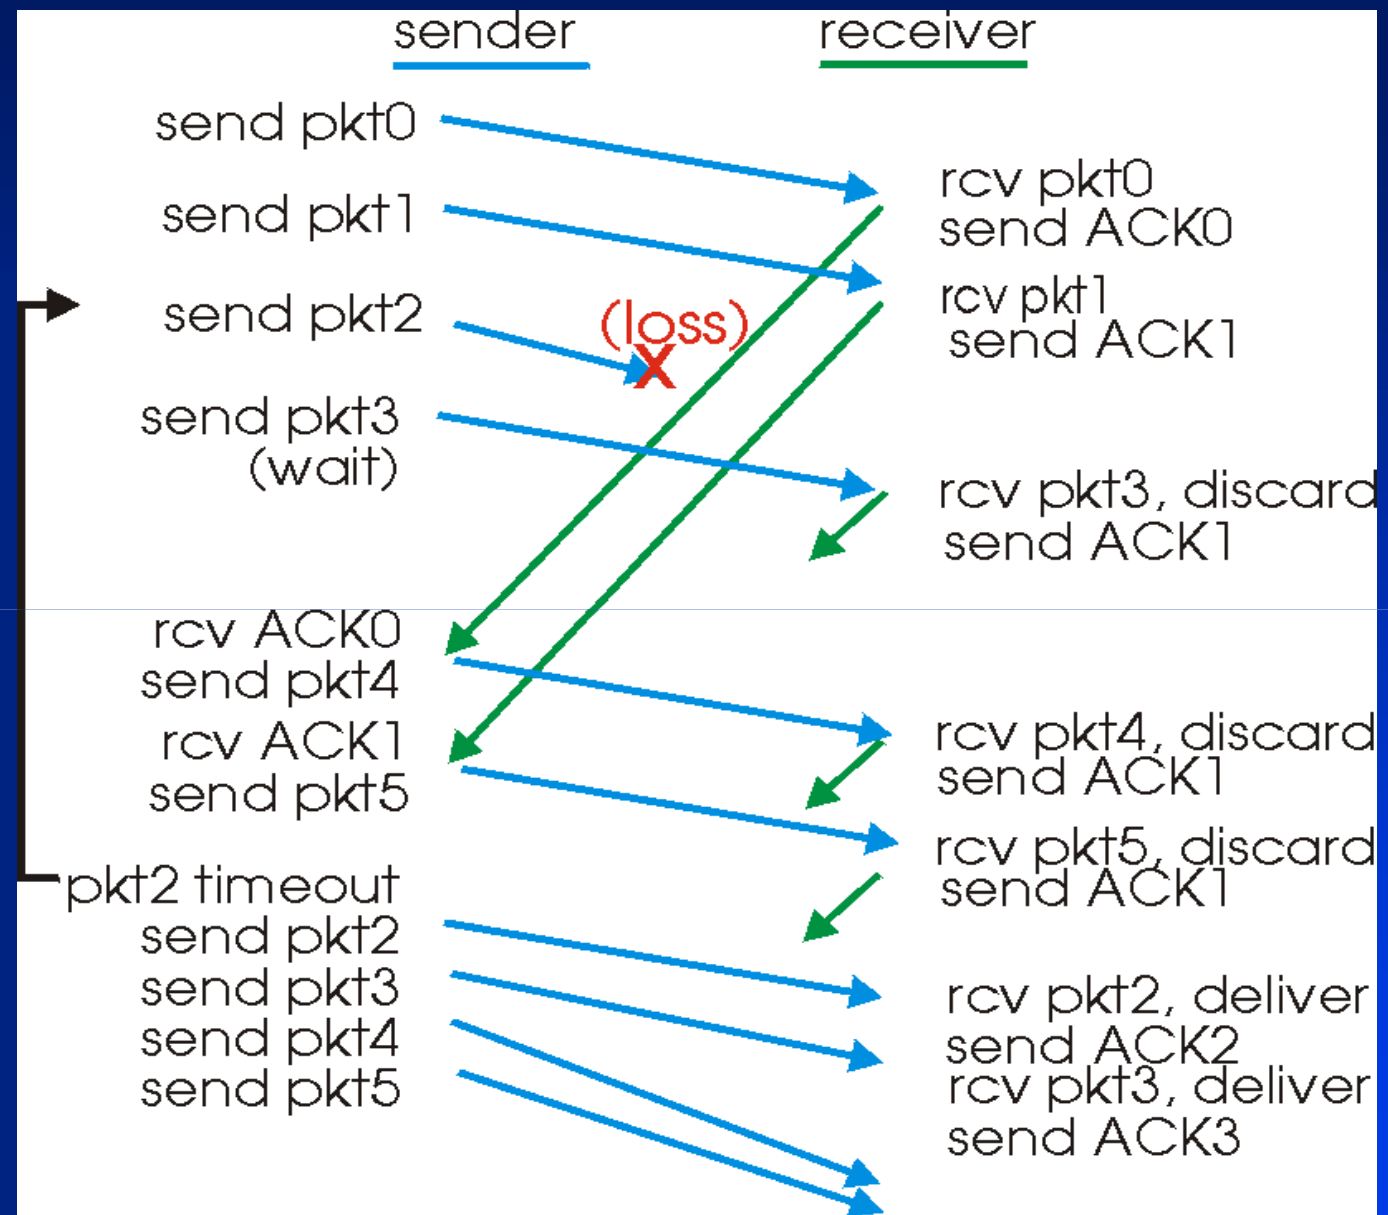 sender
receiver
send pkt0
send pkt1
send pkt2
send pkt3
(wait)
(loss)
rcv pkt0
send ACK0
rcv pkt1
send ACK1
rcv pkt3, discard
send ACK1
rcv ACK0
send pkt4
rcv ACK1
send pkt5
rcv pkt4, discard
send ACK1
rcv pkt5, discard
send ACK1
pkt2 timeout
send pkt2
send pkt3
send pkt4
send pkt5
rcv pkt2, deliver
send ACK2
rcv pkt3, deliver
send ACK3